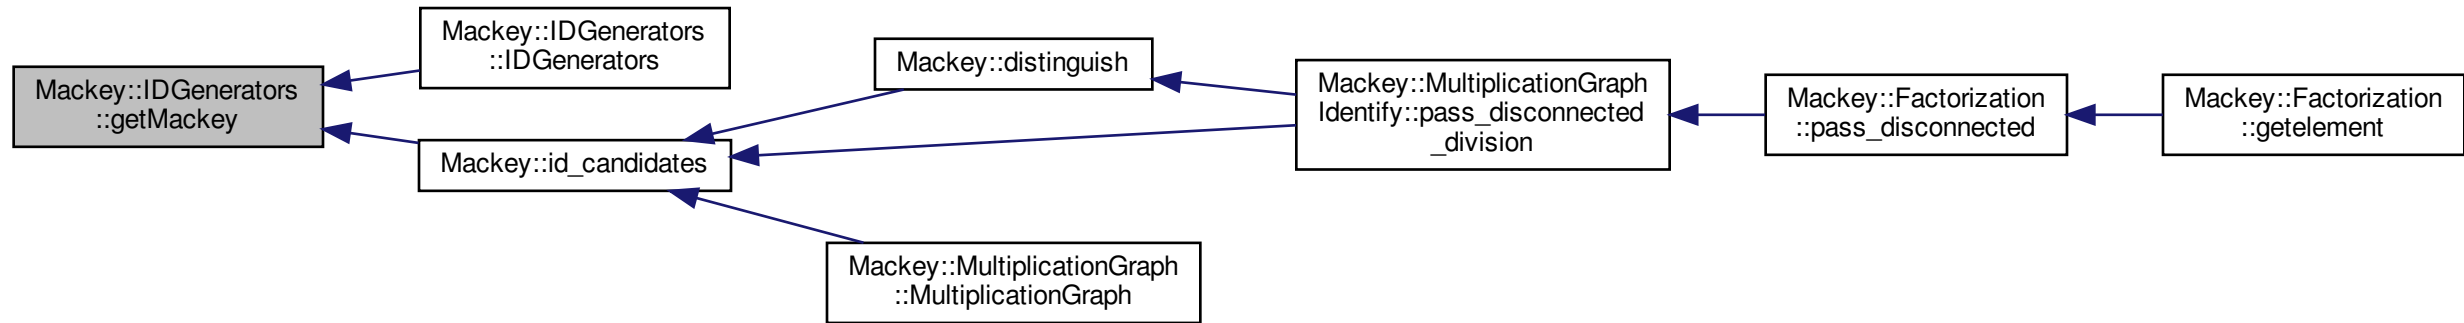 Mackey::IDGenerators
::getMackey
Mackey::IDGenerators
::IDGenerators
Mackey::id_candidates
Mackey::distinguish
Mackey::MultiplicationGraph
::MultiplicationGraph
Mackey::MultiplicationGraph
Identify::pass_disconnected
_division
Mackey::Factorization
::pass_disconnected
Mackey::Factorization
::getelement